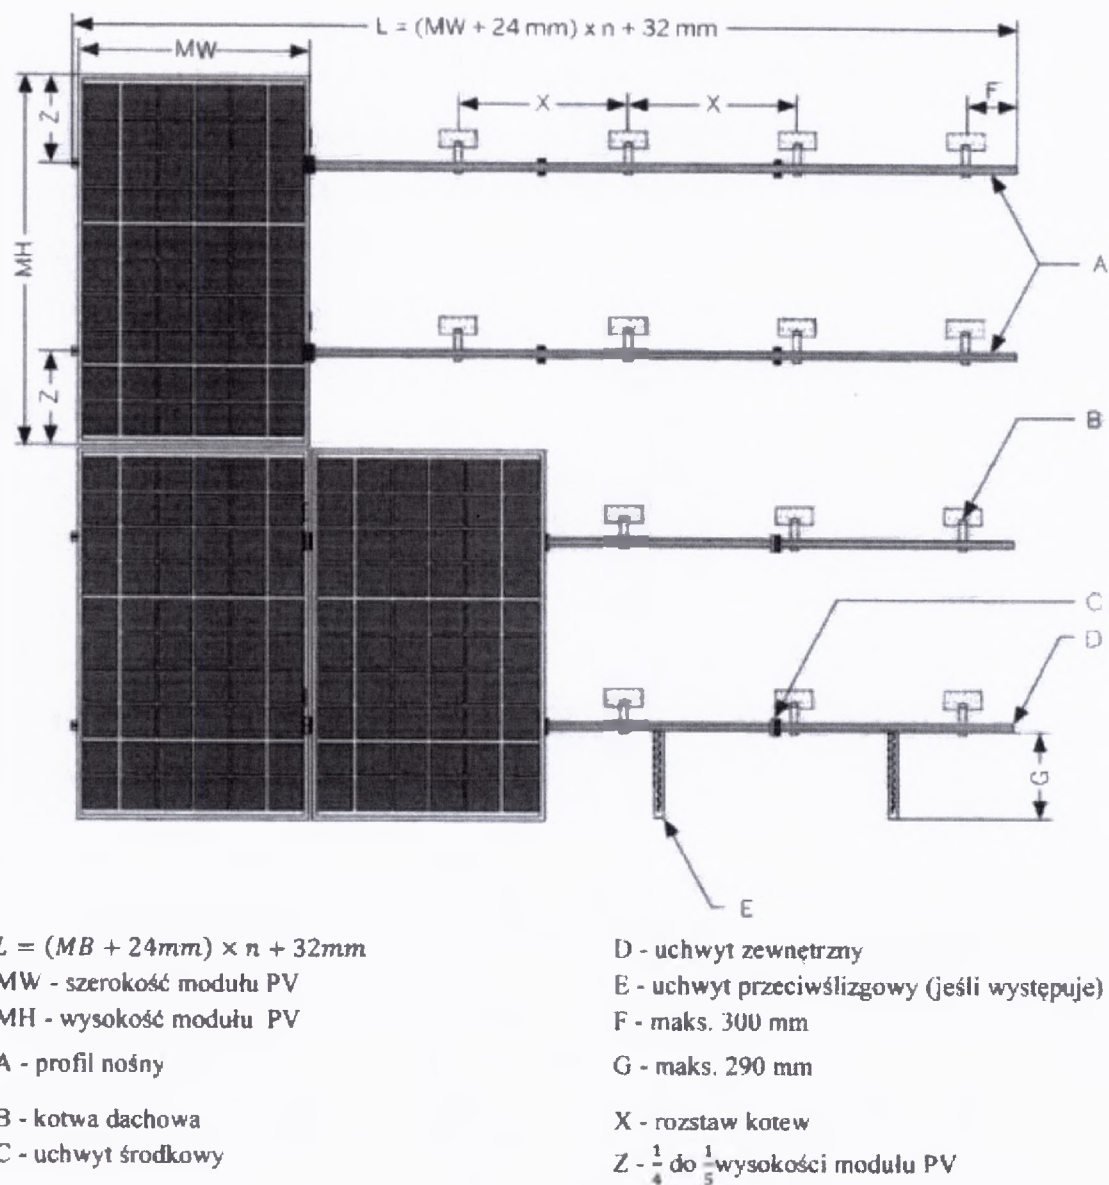 L = (MW + 24 mm) x n + 32 mm
MW
F
X
X
Z
A
MH
Z
B
C
D
G
E
L = (MB + 24mm) × n + 32mm
MW - szerokość modułu PV
MH - wysokość modułu PV
A - profil nośny
B - kotwa dachowa
C - uchwyt środkowy
D - uchwyt zewnętrzny
E - uchwyt przeciwślizgowy (jeśli występuje)
F - maks. 300 mm
G - maks. 290 mm
X - rozstaw kotew
Z - 1/4 do 1/5 wysokości modułu PV